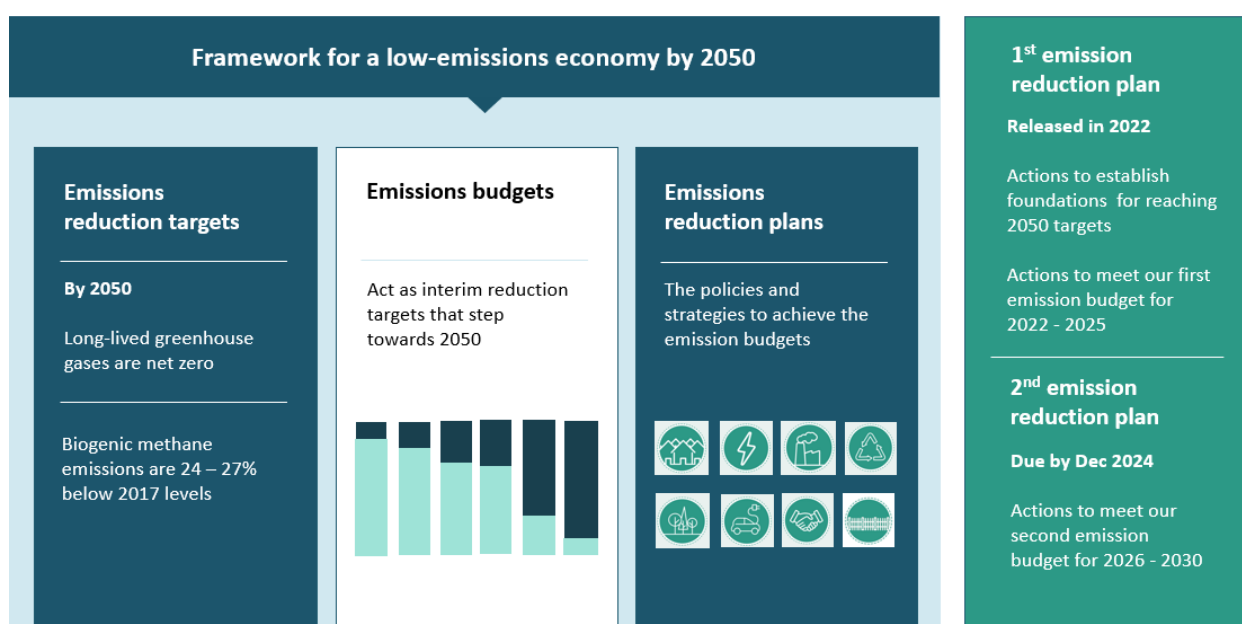 Framework for a low-emissions economy by 2050
Emissions
reduction targets
By 2050
Long-lived greenhouse
gases are net zero
Biogenic methane
emissions are 24 – 27%
below 2017 levels
Emissions budgets
Act as interim reduction
targets that step
towards 2050
Emissions
reduction plans
The policies and
strategies to achieve the
emission budgets
1st emission
reduction plan
Released in 2022
Actions to establish
foundations  for reaching
2050 targets
Actions to meet our first
emission budget for
2022 - 2025
2nd emission
reduction plan
Due by Dec 2024
Actions to meet our
second emission
budget for 2026 - 2030